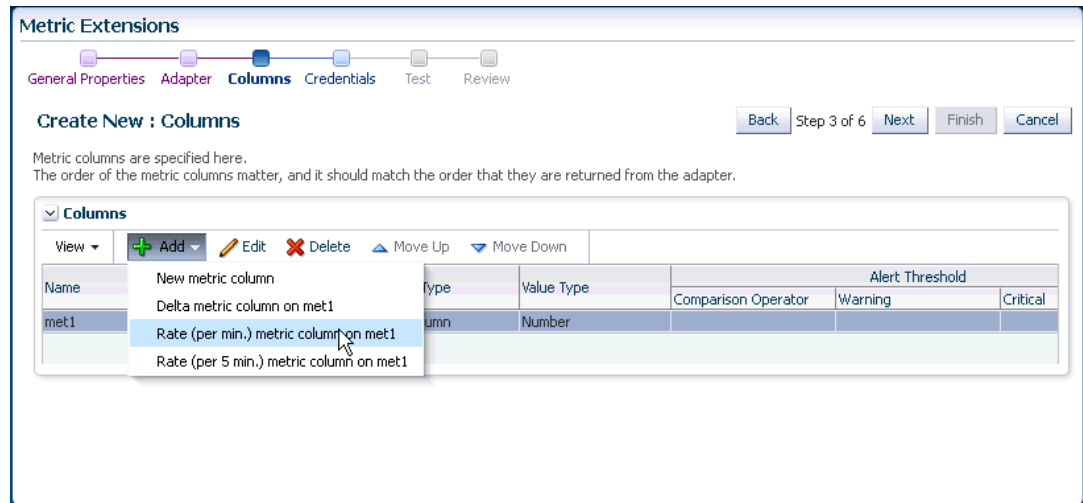 Metric Extensions
General Properties Adapter Columns Credentials Test Review
Create New : Columns
Back Step 3 of 6 Next Finish Cancel
Metric columns are specified here.
The order of the metric columns matter, and it should match the order that they are returned from the adapter.
Columns
View Add Edit Delete Move Up Move Down
New metric column
Delta metric column on met1
Rate (per min.) metric column on met1
Rate (per 5 min.) metric column on met1
Name Type Value Type Alert Threshold
Comparison Operator Warning Critical
met1 umn Number